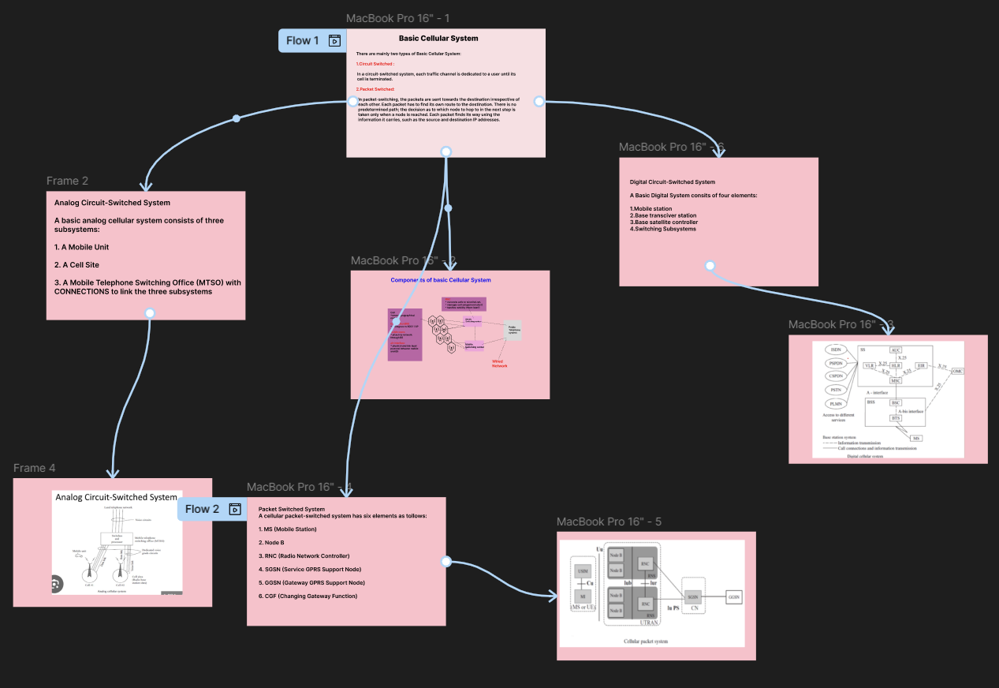 MacBook Pro 16" - 1
Flow 1
Basic Cellular System
There are mainly two types of Basic Cellular System:
1.Circuit Switched :
In a circuit-switched system, each traffic channel is dedicated to a user until its
cell is terminated.
2.Packet Switched:
In packet-switching, the packets are sent towards the destination irrespective of
each other. Each packet has to find its own route to the destination. There is no
predetermined path; the decision as to which node to hop to in the next step is
taken only when a node is reached. Each packet finds its way using the
information it carries, such as the source and destination IP addresses.
MacBook Pro 16" - 6
Digital Circuit-Switched System
A Basic Digital System consits of four elements:
1.Mobile station
2.Base transciver station
3.Base satellite controller
4.Switching Subsystems
Frame 2
Analog Circuit-Switched System
A basic analog cellular system consists of three
subsystems:
1. A Mobile Unit
2. A Cell Site
3. A Mobile Telephone Switching Office (MTSO) with
CONNECTIONS to link the three subsystems
MacBook Pro 16" - 2
Components of basic Cellular System
Public
telephone
system
Wired
Network
MacBook Pro 16" - 3
ISDN
PSPDN
CSPDN
PSTN
PLMN
Access to different
services
SS
AUC
X.25
VLR
X.25
HLR
EIR
X.25
X.25
X.25
OMC
MSC
X.25
A - interface
BSS
BSC
A-bis interface
BTS
MS
Base station system
Information transmission
Call connections and information transmission
Digital cellular system
Frame 4
Analog Circuit-Switched System
Voice circuits
Mobile telephone
Mobile unit
Dedicated voice
Analog cellular system
MacBook Pro 16" - 4
Flow 2
Packet Switched System
A cellular packet-switched system has six elements as follows:
1. MS (Mobile Station)
2. Node B
3. RNC (Radio Network Controller)
4. SGSN (Service GPRS Support Node)
5. GGSN (Gateway GPRS Support Node)
6. CGF (Changing Gateway Function)
MacBook Pro 16" - 5
Uu
Node B
Node B
RNC
RNS
USIM
Cu
Iub
Iur
MI
Node B
Node B
RNC
RNS
(MS or UE)
UTRAN
Iu PS
SGSN
CN
GGSN
Cellular packet system